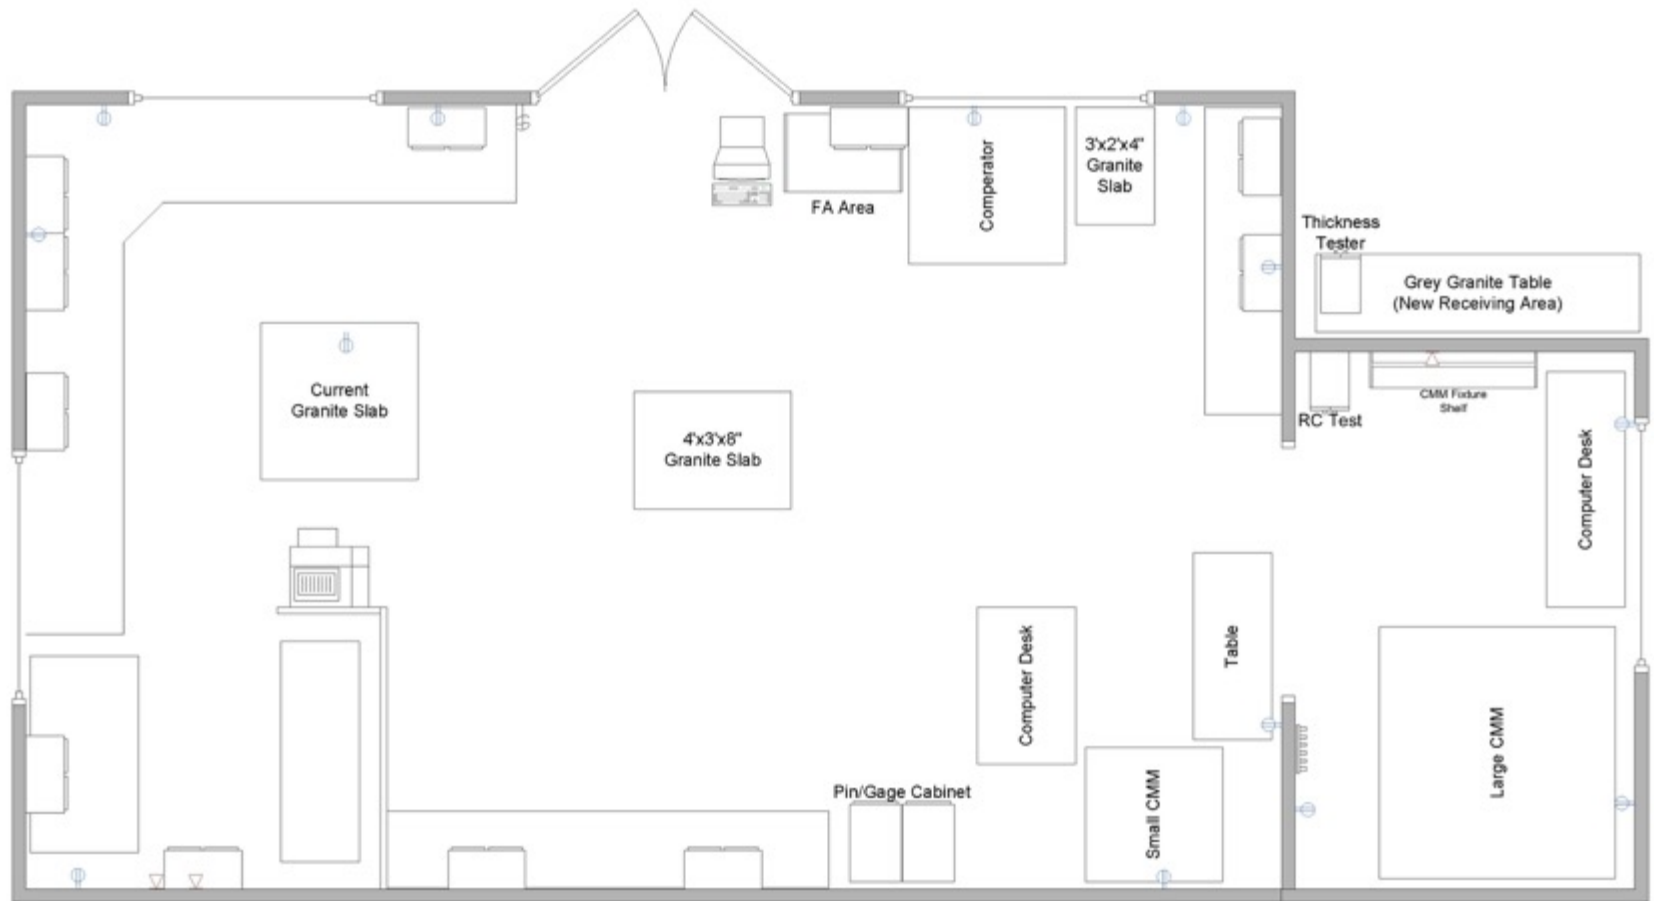 FA Area
Comperator
3'x2'x4"
Granite
Slab
Thickness
Tester
Grey Granite Table
(New Receiving Area)
Current
Granite Slab
4'x3'x8"
Granite Slab
RC Test
CMM Fixture
Shelf
Computer Desk
Computer Desk
Table
Pin/Gage Cabinet
Small CMM
Large CMM